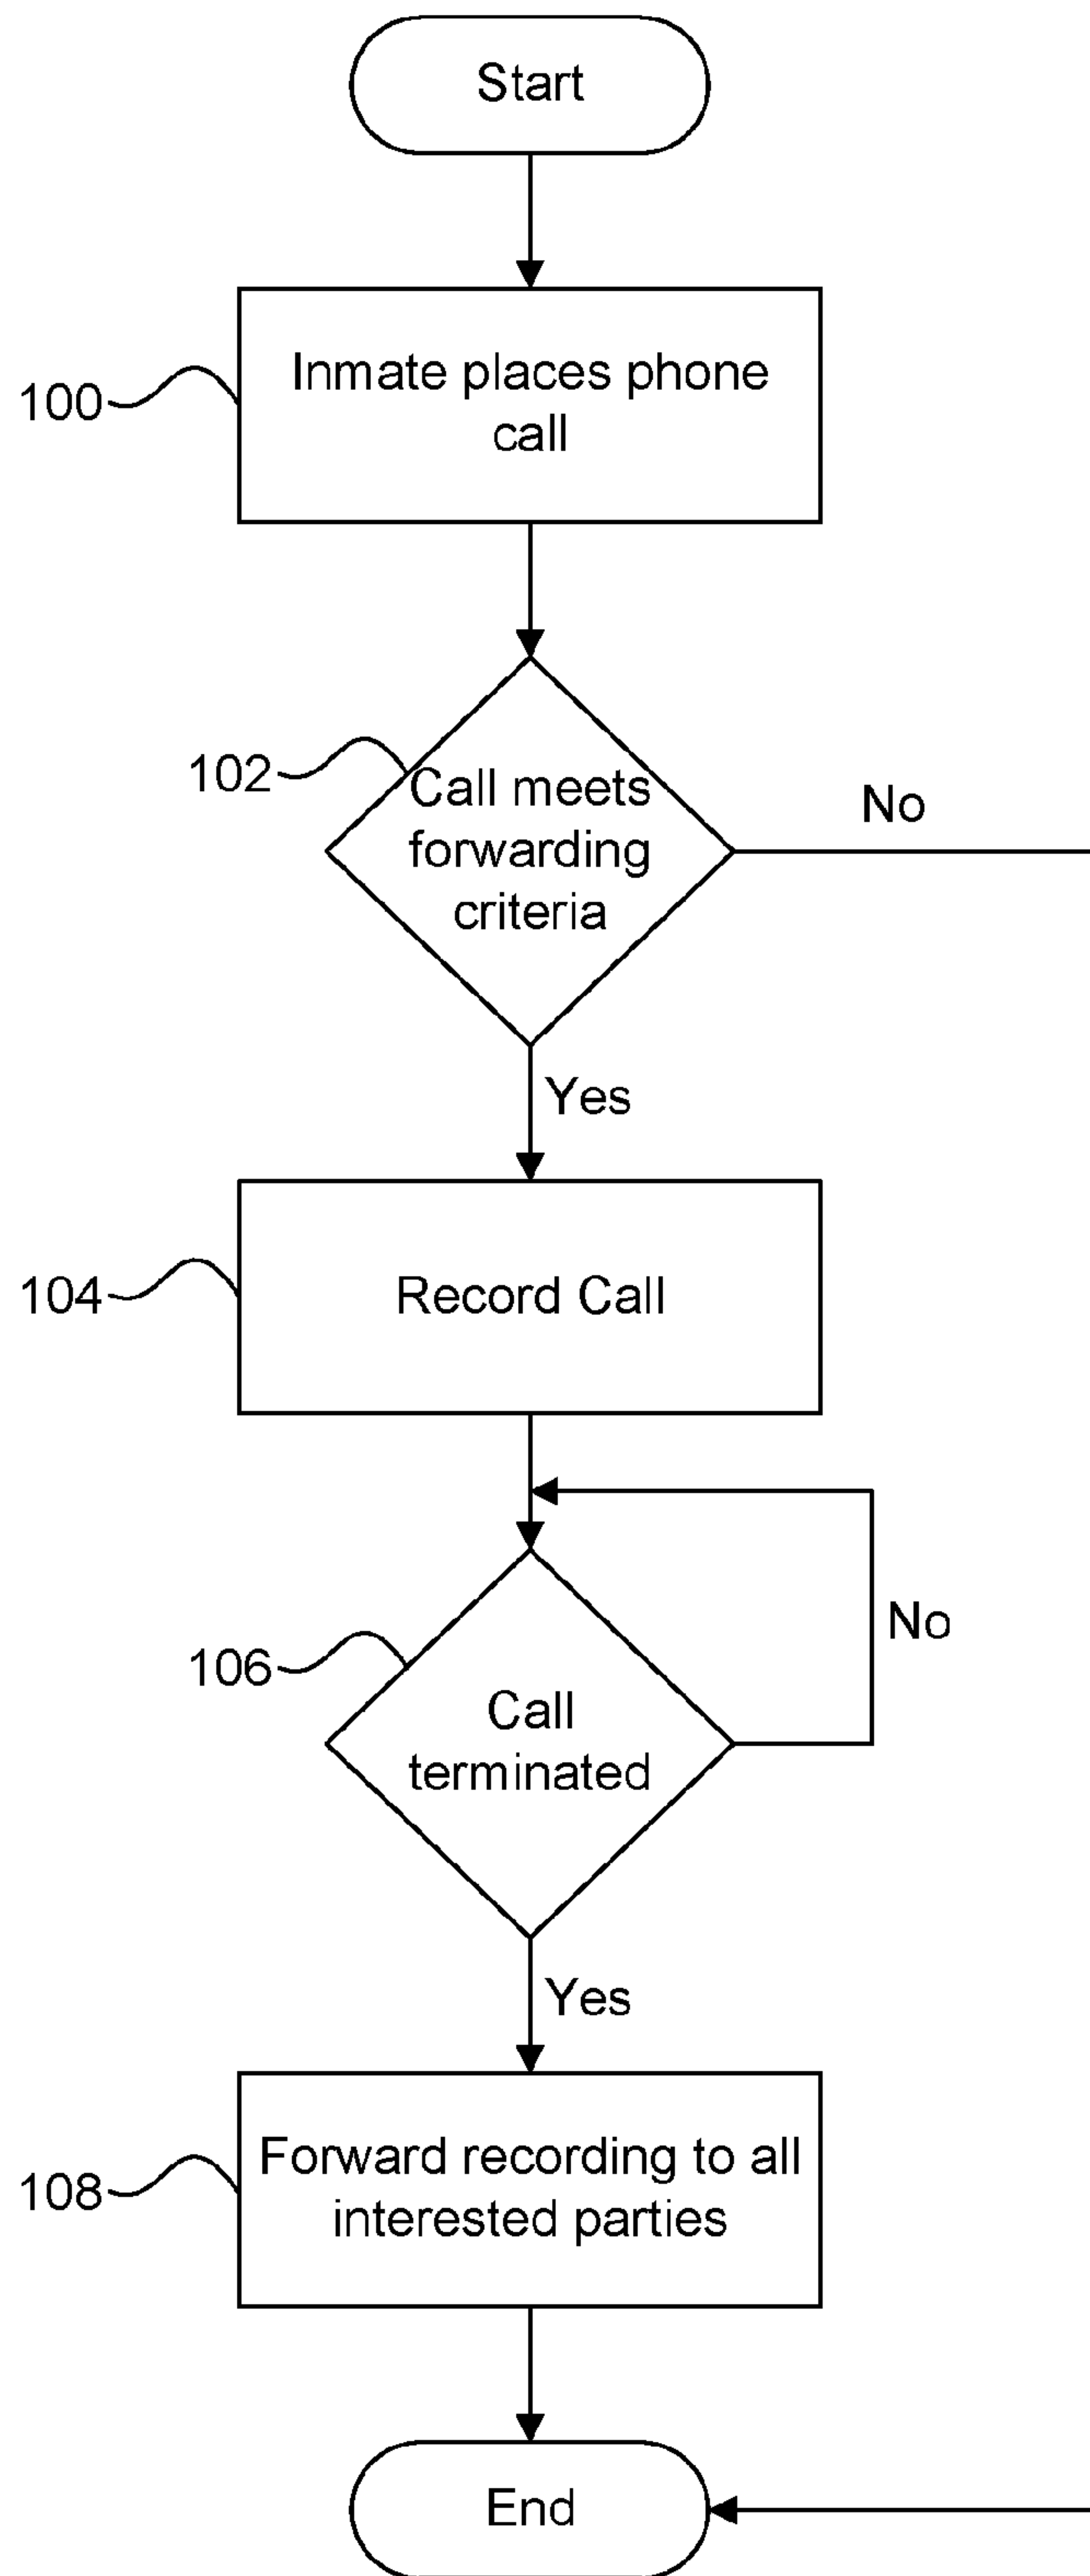 Start
100
Inmate places phone
call
102
Call meets
forwarding
criteria
No
Yes
104
Record Call
106
Call
terminated
No
Yes
108
Forward recording to all
interested parties
End